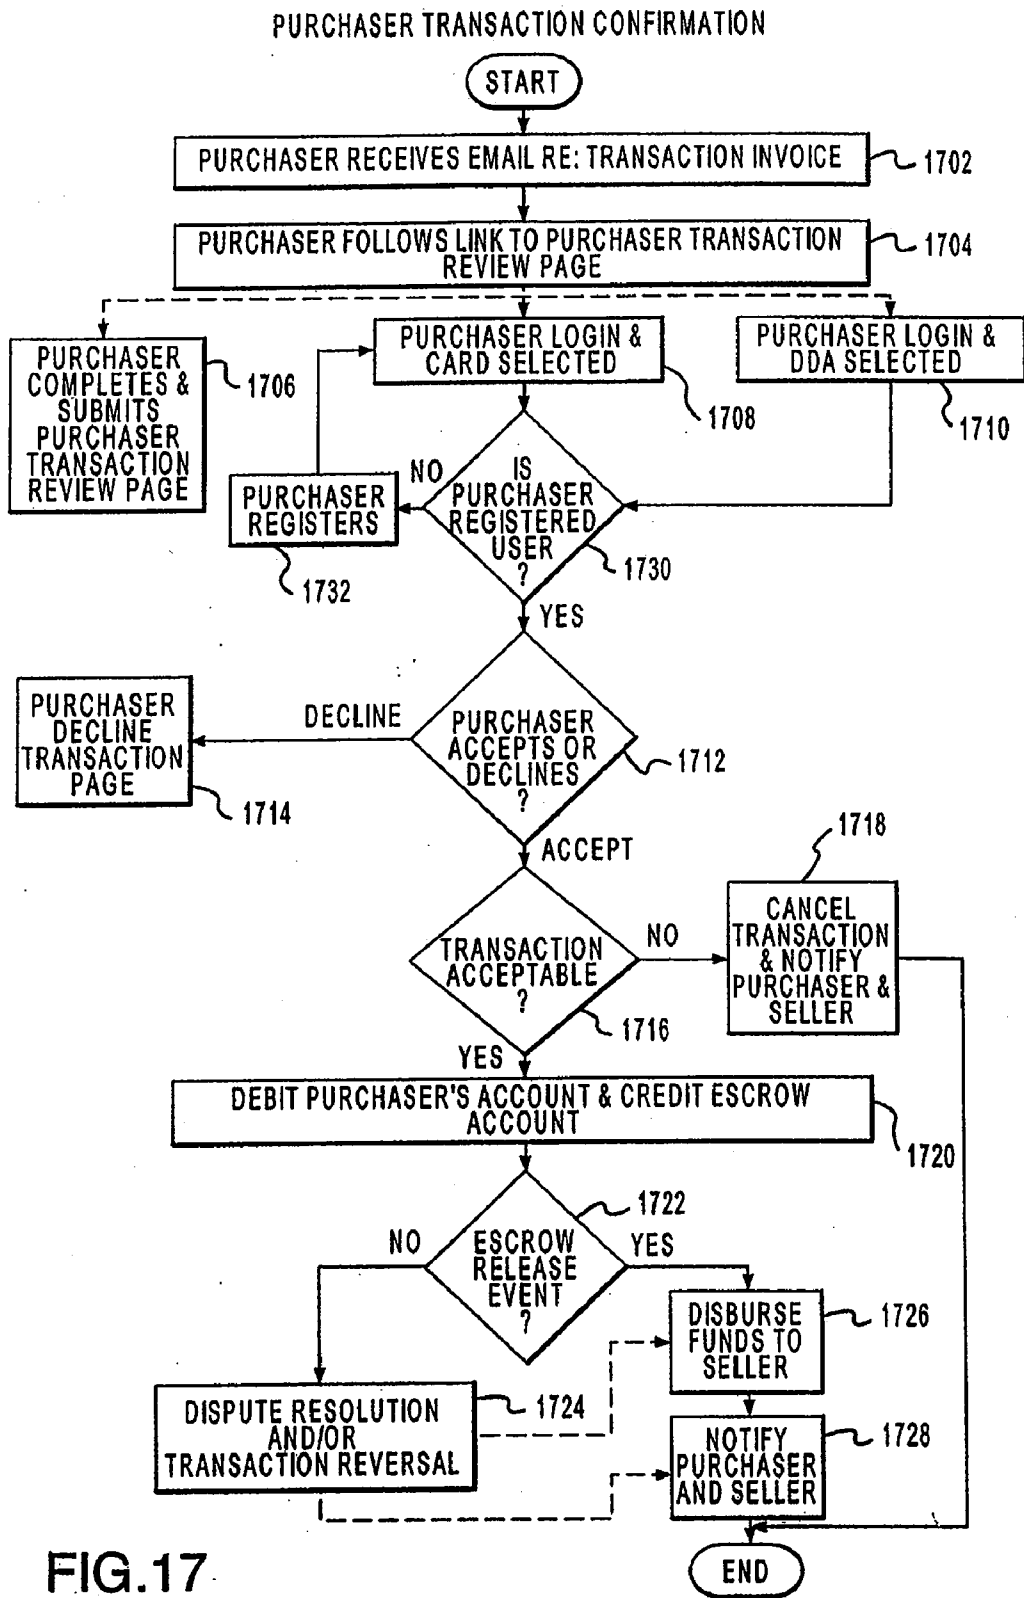 PURCHASER TRANSACTION CONFIRMATION
START
PURCHASER RECEIVES EMAIL RE: TRANSACTION INVOICE
1702
PURCHASER FOLLOWS LINK TO PURCHASER TRANSACTION
REVIEW PAGE
1704
PURCHASER
COMPLETES &
SUBMITS
PURCHASER
TRANSACTION
REVIEW PAGE
1706
PURCHASER LOGIN &
CARD SELECTED
1708
PURCHASER LOGIN &
DDA SELECTED
1710
NO
PURCHASER
REGISTERS
1732
IS
PURCHASER
REGISTERED
USER
?
1730
YES
PURCHASER
DECLINE
TRANSACTION
PAGE
1714
DECLINE
PURCHASER
ACCEPTS OR
DECLINES
?
1712
ACCEPT
TRANSACTION
ACCEPTABLE
?
1716
NO
1718
CANCEL
TRANSACTION
& NOTIFY
PURCHASER &
SELLER
YES
DEBIT PURCHASER'S ACCOUNT & CREDIT ESCROW
ACCOUNT
1720
NO
ESCROW
RELEASE
EVENT
?
1722
YES
DISBURSE
FUNDS TO
SELLER
1726
DISPUTE RESOLUTION
AND/OR
TRANSACTION REVERSAL
1724
NOTIFY
PURCHASER
AND SELLER
1728
END
FIG.17